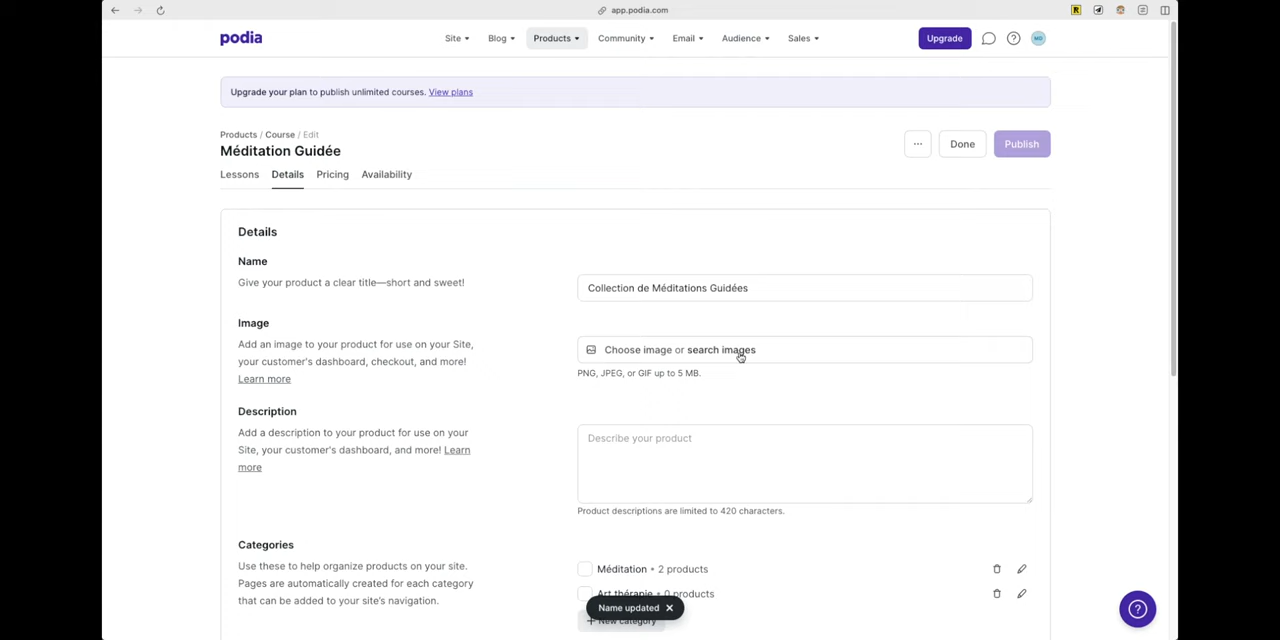 app.podia.com
podia
Site Blog Products Community Email Audience Sales Upgrade MD
Upgrade your plan to publish unlimited courses. View plans
Products / Course / Edit
Méditation Guidée
... Done Publish
Lessons Details Pricing Availability
Details
Name
Give your product a clear title—short and sweet!
Collection de Méditations Guidées
Image
Add an image to your product for use on your Site,
your customer's dashboard, checkout, and more!
Learn more
Choose image or search images
PNG, JPEG, or GIF up to 5 MB.
Description
Add a description to your product for use on your
Site, your customer's dashboard, and more! Learn
more
Describe your product
Product descriptions are limited to 420 characters.
Categories
Use these to help organize products on your site.
Pages are automatically created for each category
that can be added to your site's navigation.
Méditation • 2 products
Art thérapie • 0 products
Name updated ×
+ New category